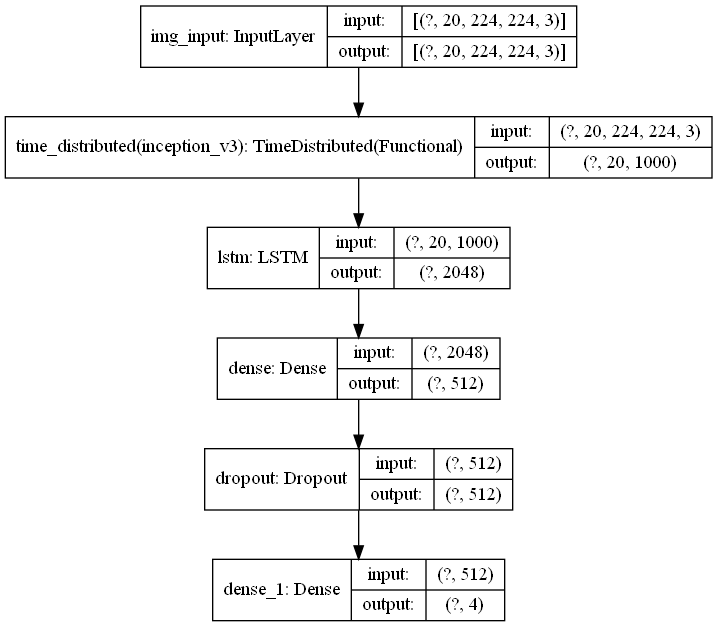 img_input: InputLayer
input:
[(?, 20, 224, 224, 3)]
output:
[(?, 20, 224, 224, 3)]
time_distributed(inception_v3): TimeDistributed(Functional)
input:
(?, 20, 224, 224, 3)
output:
(?, 20, 1000)
lstm: LSTM
input:
(?, 20, 1000)
output:
(?, 2048)
dense: Dense
input:
(?, 2048)
output:
(?, 512)
dropout: Dropout
input:
(?, 512)
output:
(?, 512)
dense_1: Dense
input:
(?, 512)
output:
(?, 4)